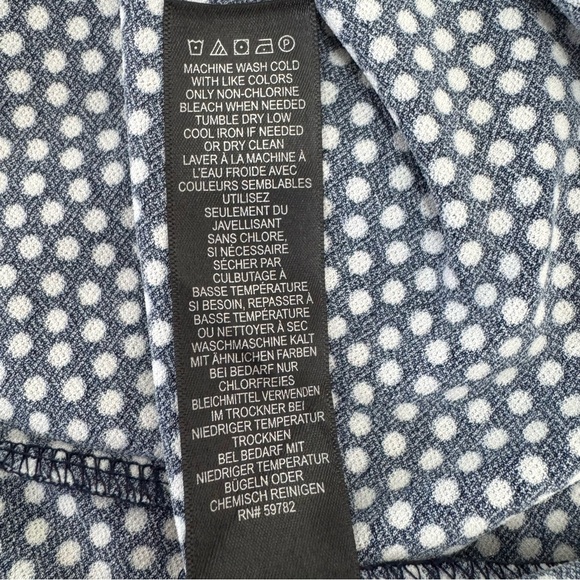 MACHINE WASH COLD
WITH LIKE COLORS
ONLY NON-CHLORINE
BLEACH WHEN NEEDED
TUMBLE DRY LOW
COOL IRON IF NEEDED
OR DRY CLEAN
LAVER À LA MACHINE À
L'EAU FROIDE AVEC
COULEURS SEMBLABLES
UTILISEZ
SEULEMENT DU
JAVELLISANT
SANS CHLORE,
SI NÉCESSAIRE
SÉCHER PAR
CULBUTAGE À
BASSE TEMPÉRATURE
SI BESOIN, REPASSER À
BASSE TEMPÉRATURE
OU NETTOYER À SEC
WASCHMASCHINE KALT
MIT ÄHNLICHEN FARBEN
BEI BEDARF NUR
CHLORFREIES
BLEICHMITTEL VERWENDEN
IM TROCKNER BEI
NIEDRIGER TEMPERATUR
TROCKNEN
BEI BEDARF MIT
NIEDRIGER TEMPERATUR
BÜGELN ODER
CHEMISCH REINIGEN
RN# 59782